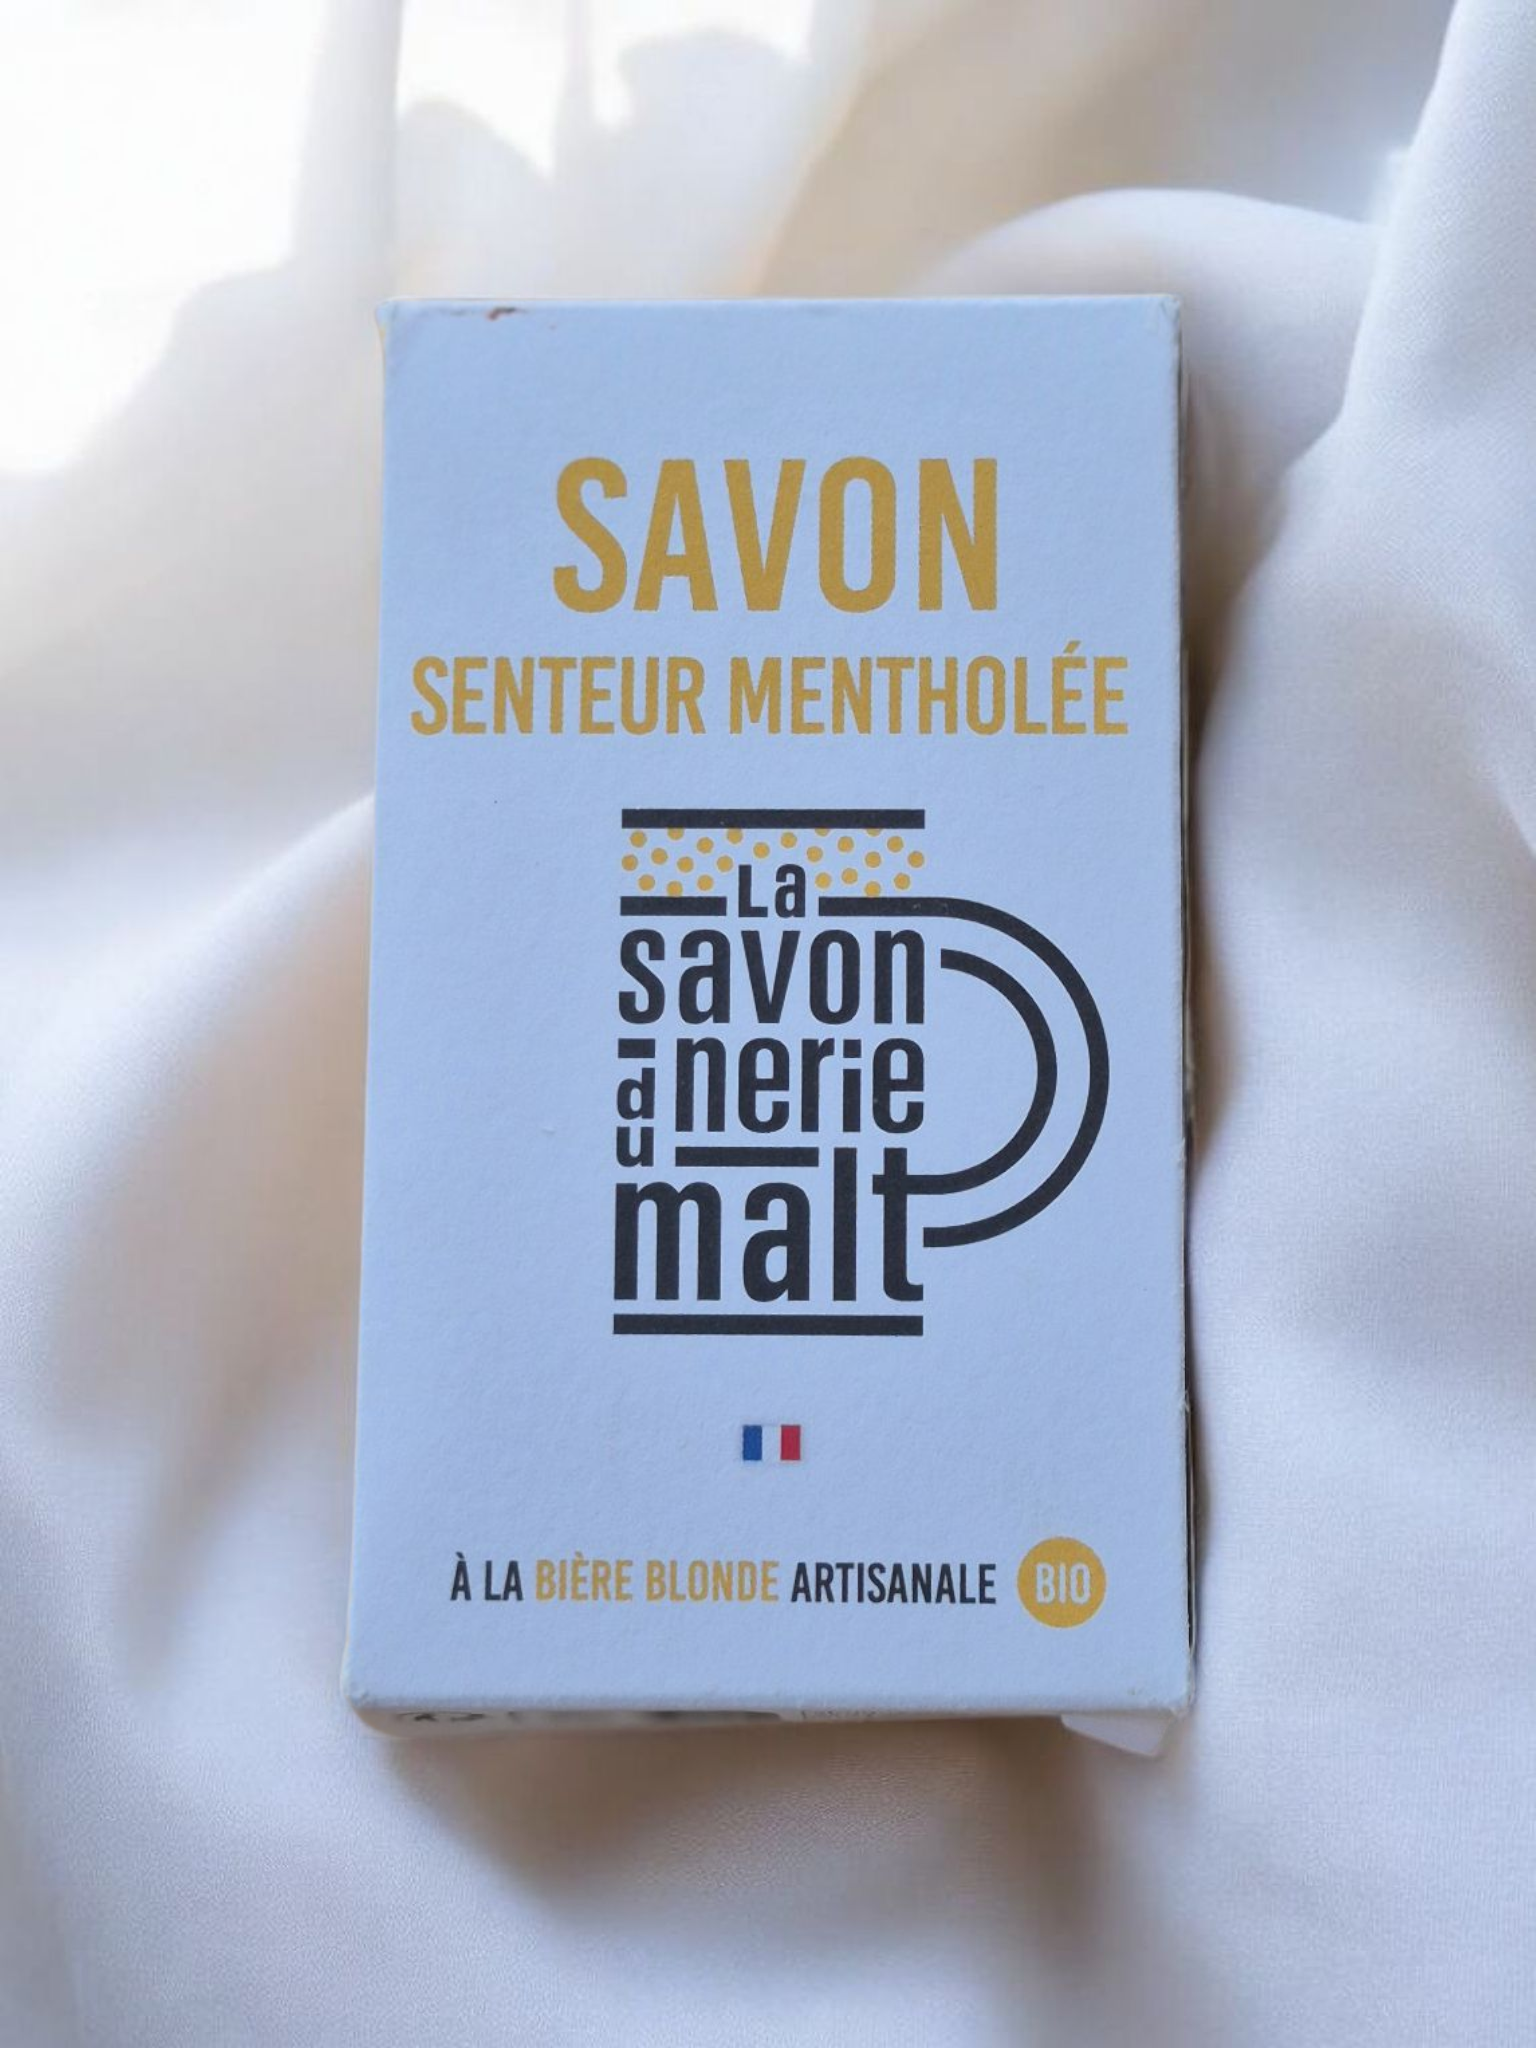 SAVON
SENTEUR MENTHOLÉE
La
savon
nerie
du
malt
À LA BIÈRE BLONDE ARTISANALE BIO